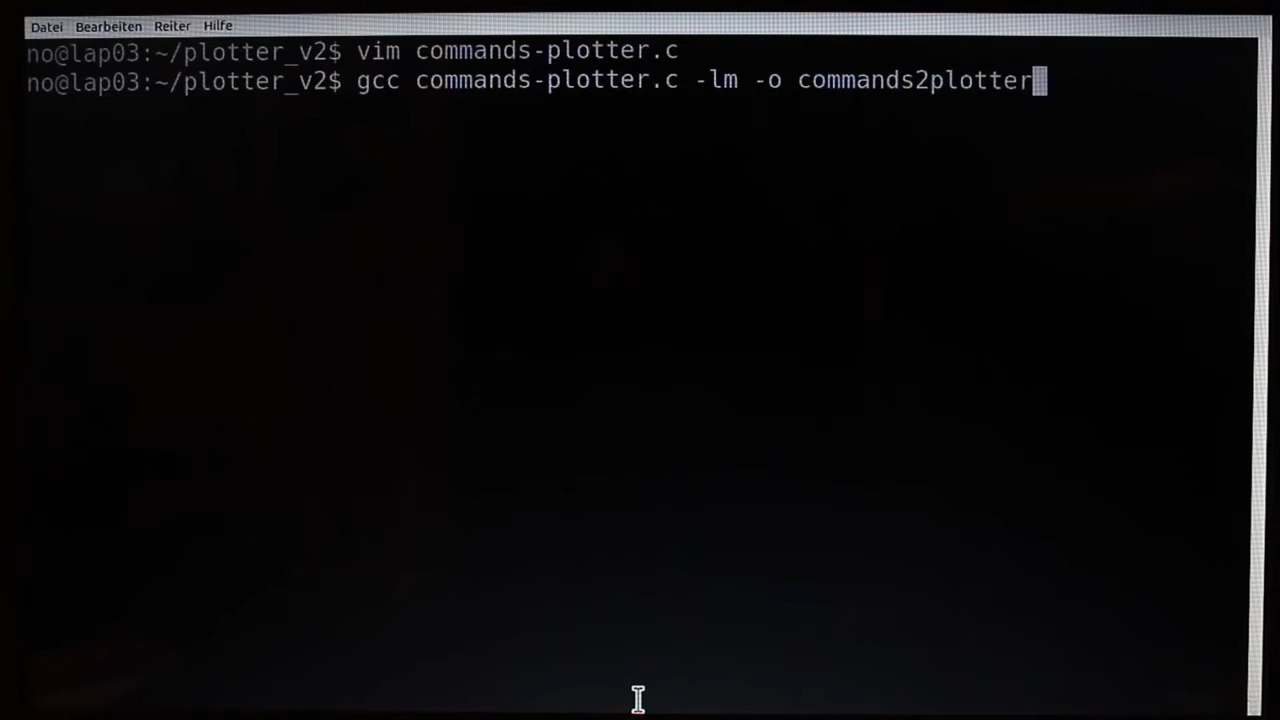 Datei Bearbeiten Reiter Hilfe
no@lap03:~/plotter_v2$ vim commands-plotter.c
no@lap03:~/plotter_v2$ gcc commands-plotter.c -lm -o commands2plotter